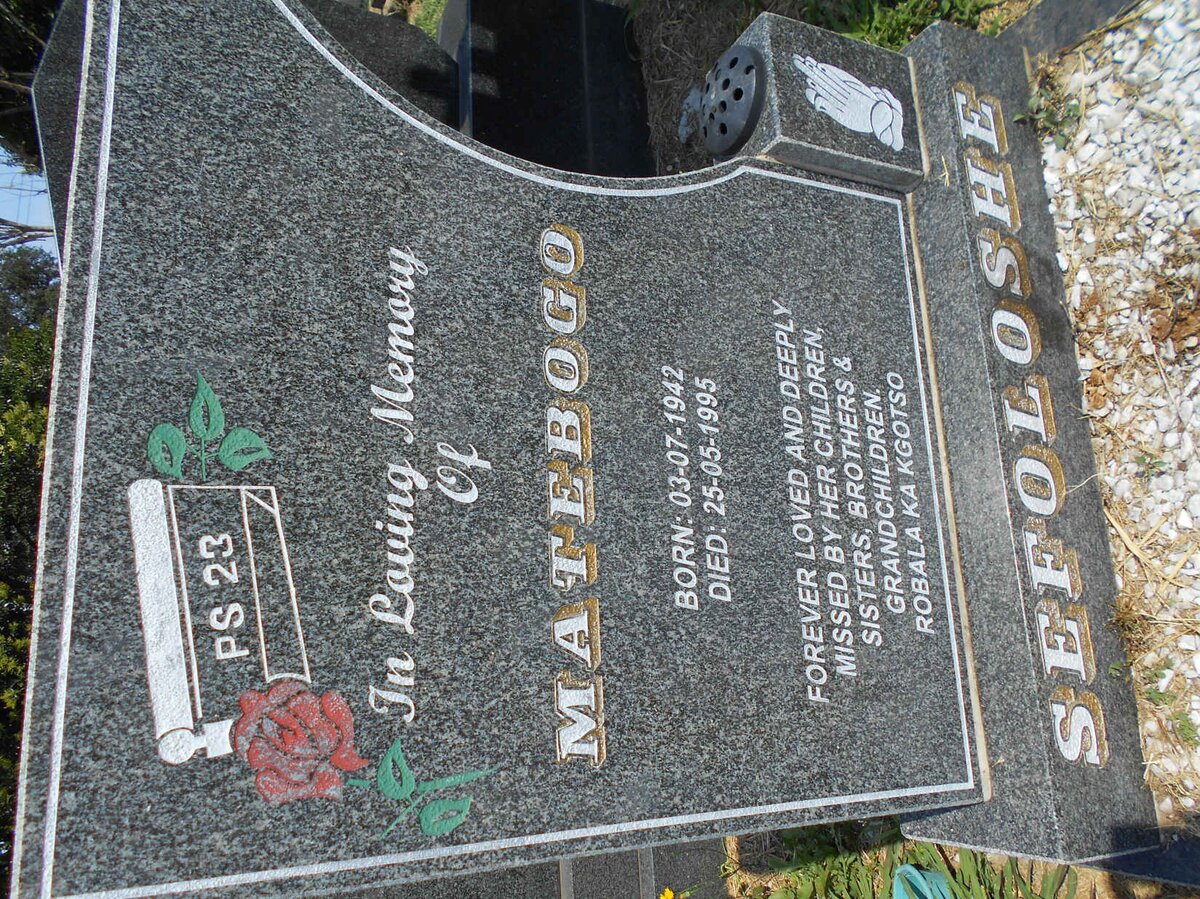 PS 23
In Loving Memory
Of
MATEBOGO
BORN: 03-07-1942
DIED: 25-05-1995
FOREVER LOVED AND DEEPLY
MISSED BY HER CHILDREN,
SISTERS, BROTHERS &
GRANDCHILDREN.
ROBALA KA KGOTSO
SEFOLOSHE